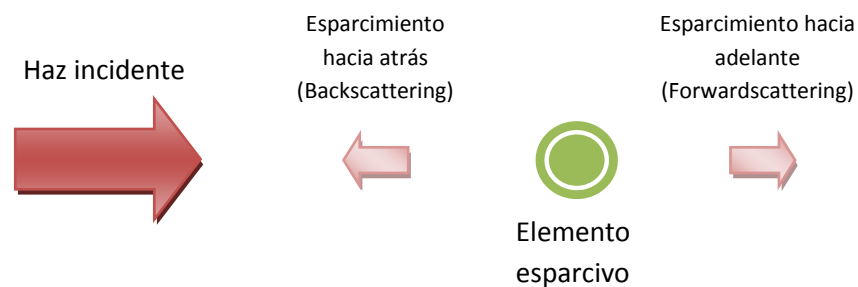 Haz incidente
Esparcimiento
hacia atrás
(Backscattering)
Esparcimiento hacia
adelante
(Forwardscattering)
Elemento
esparcivo